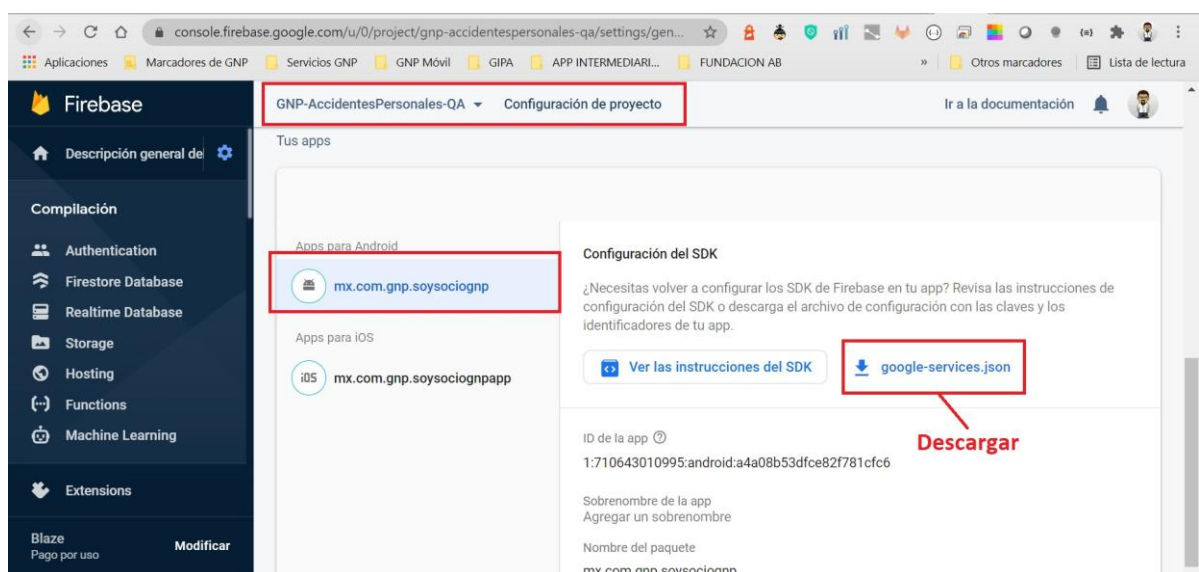 console.firebase.google.com/u/0/project/gnp-accidentespersonales-qa/settings/gen...
Aplicaciones
Marcadores de GNP
Servicios GNP
GNP Móvil
GIPA
APP INTERMEDIARI...
FUNDACION AB
»
Otros marcadores
Lista de lectura
Firebase
GNP-AccidentesPersonales-QA
Configuración de proyecto
Ir a la documentación
Descripción general de
Tus apps
Compilación
Authentication
Firestore Database
Realtime Database
Storage
Hosting
Functions
Machine Learning
Extensions
Blaze
Pago por uso
Modificar
Apps para Android
mx.com.gnp.soysociognp
Apps para iOS
iOS
mx.com.gnp.soysociognpapp
Configuración del SDK
¿Necesitas volver a configurar los SDK de Firebase en tu app? Revisa las instrucciones de
configuración del SDK o descarga el archivo de configuración con las claves y los
identificadores de tu app.
Ver las instrucciones del SDK
google-services.json
Descargar
ID de la app
1:710643010995:android:a4a08b53dfce82f781cfc6
Sobrenombre de la app
Agregar un sobrenombre
Nombre del paquete
mx.com.gnp.soysociognp